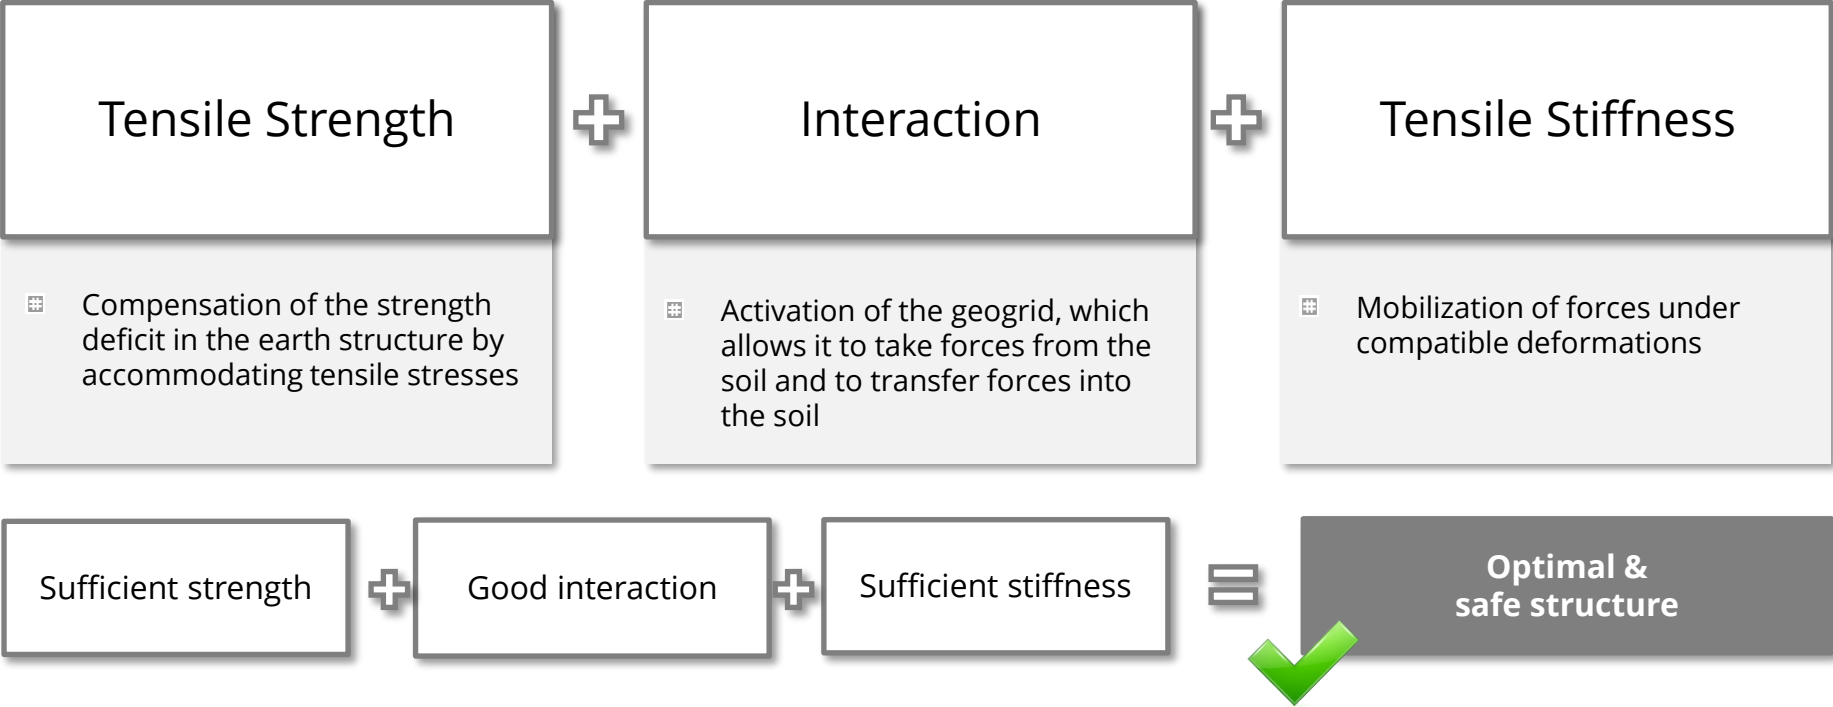 Tensile Strength
Interaction
Tensile Stiffness
Compensation of the strength
deficit in the earth structure by
accommodating tensile stresses
Activation of the geogrid, which
allows it to take forces from the
soil and to transfer forces into
the soil
Mobilization of forces under
compatible deformations
Sufficient strength
Good interaction
Sufficient stiffness
Optimal &
safe structure